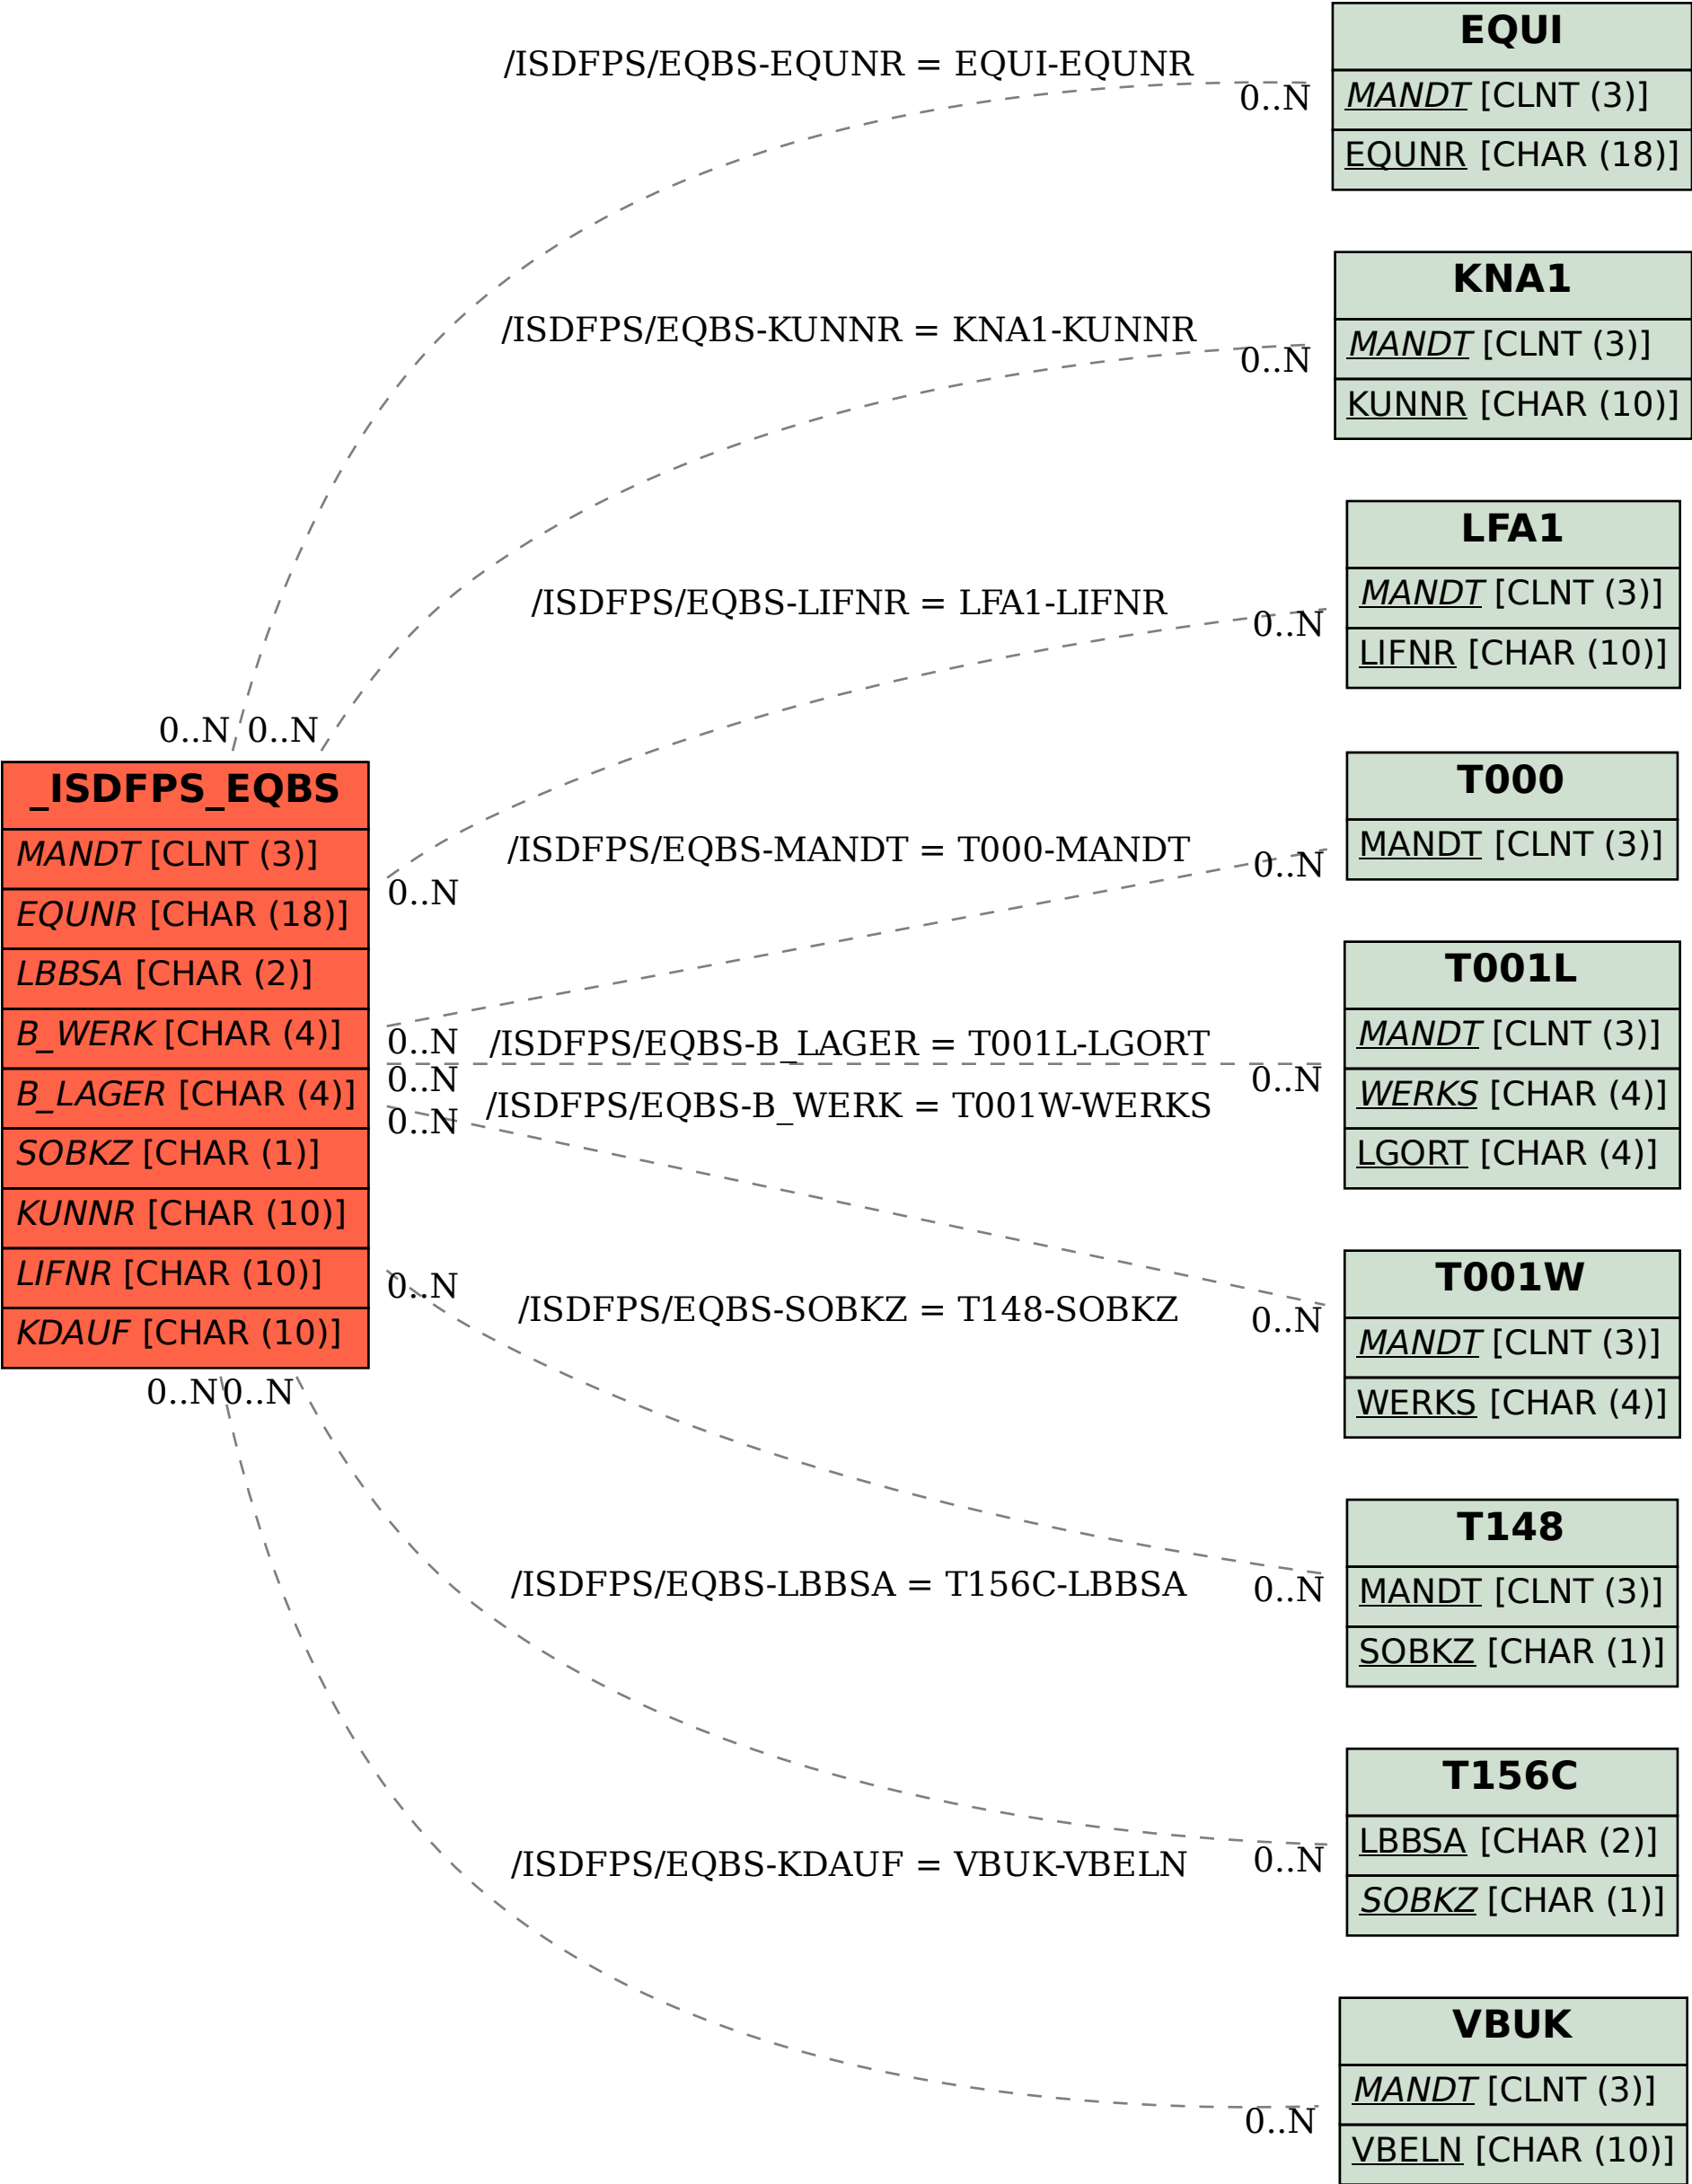 _ISDFPS_EQBS
MANDT [CLNT (3)]
EQUNR [CHAR (18)]
LBBSA [CHAR (2)]
B_WERK [CHAR (4)]
B_LAGER [CHAR (4)]
SOBKZ [CHAR (1)]
KUNNR [CHAR (10)]
LIFNR [CHAR (10)]
KDAUF [CHAR (10)]
0..N 0..N
0..N
0..N
0..N
0..N
0..N
0..N 0..N
/ISDFPS/EQBS-EQUNR = EQUI-EQUNR
0..N
/ISDFPS/EQBS-KUNNR = KNA1-KUNNR
0..N
/ISDFPS/EQBS-LIFNR = LFA1-LIFNR
0..N
/ISDFPS/EQBS-MANDT = T000-MANDT
0..N
/ISDFPS/EQBS-B_LAGER = T001L-LGORT
0..N
/ISDFPS/EQBS-B_WERK = T001W-WERKS
0..N
/ISDFPS/EQBS-SOBKZ = T148-SOBKZ
0..N
/ISDFPS/EQBS-LBBSA = T156C-LBBSA
0..N
/ISDFPS/EQBS-KDAUF = VBUK-VBELN
0..N
EQUI
MANDT [CLNT (3)]
EQUNR [CHAR (18)]
KNA1
MANDT [CLNT (3)]
KUNNR [CHAR (10)]
LFA1
MANDT [CLNT (3)]
LIFNR [CHAR (10)]
T000
MANDT [CLNT (3)]
T001L
MANDT [CLNT (3)]
WERKS [CHAR (4)]
LGORT [CHAR (4)]
T001W
MANDT [CLNT (3)]
WERKS [CHAR (4)]
T148
MANDT [CLNT (3)]
SOBKZ [CHAR (1)]
T156C
LBBSA [CHAR (2)]
SOBKZ [CHAR (1)]
VBUK
MANDT [CLNT (3)]
VBELN [CHAR (10)]